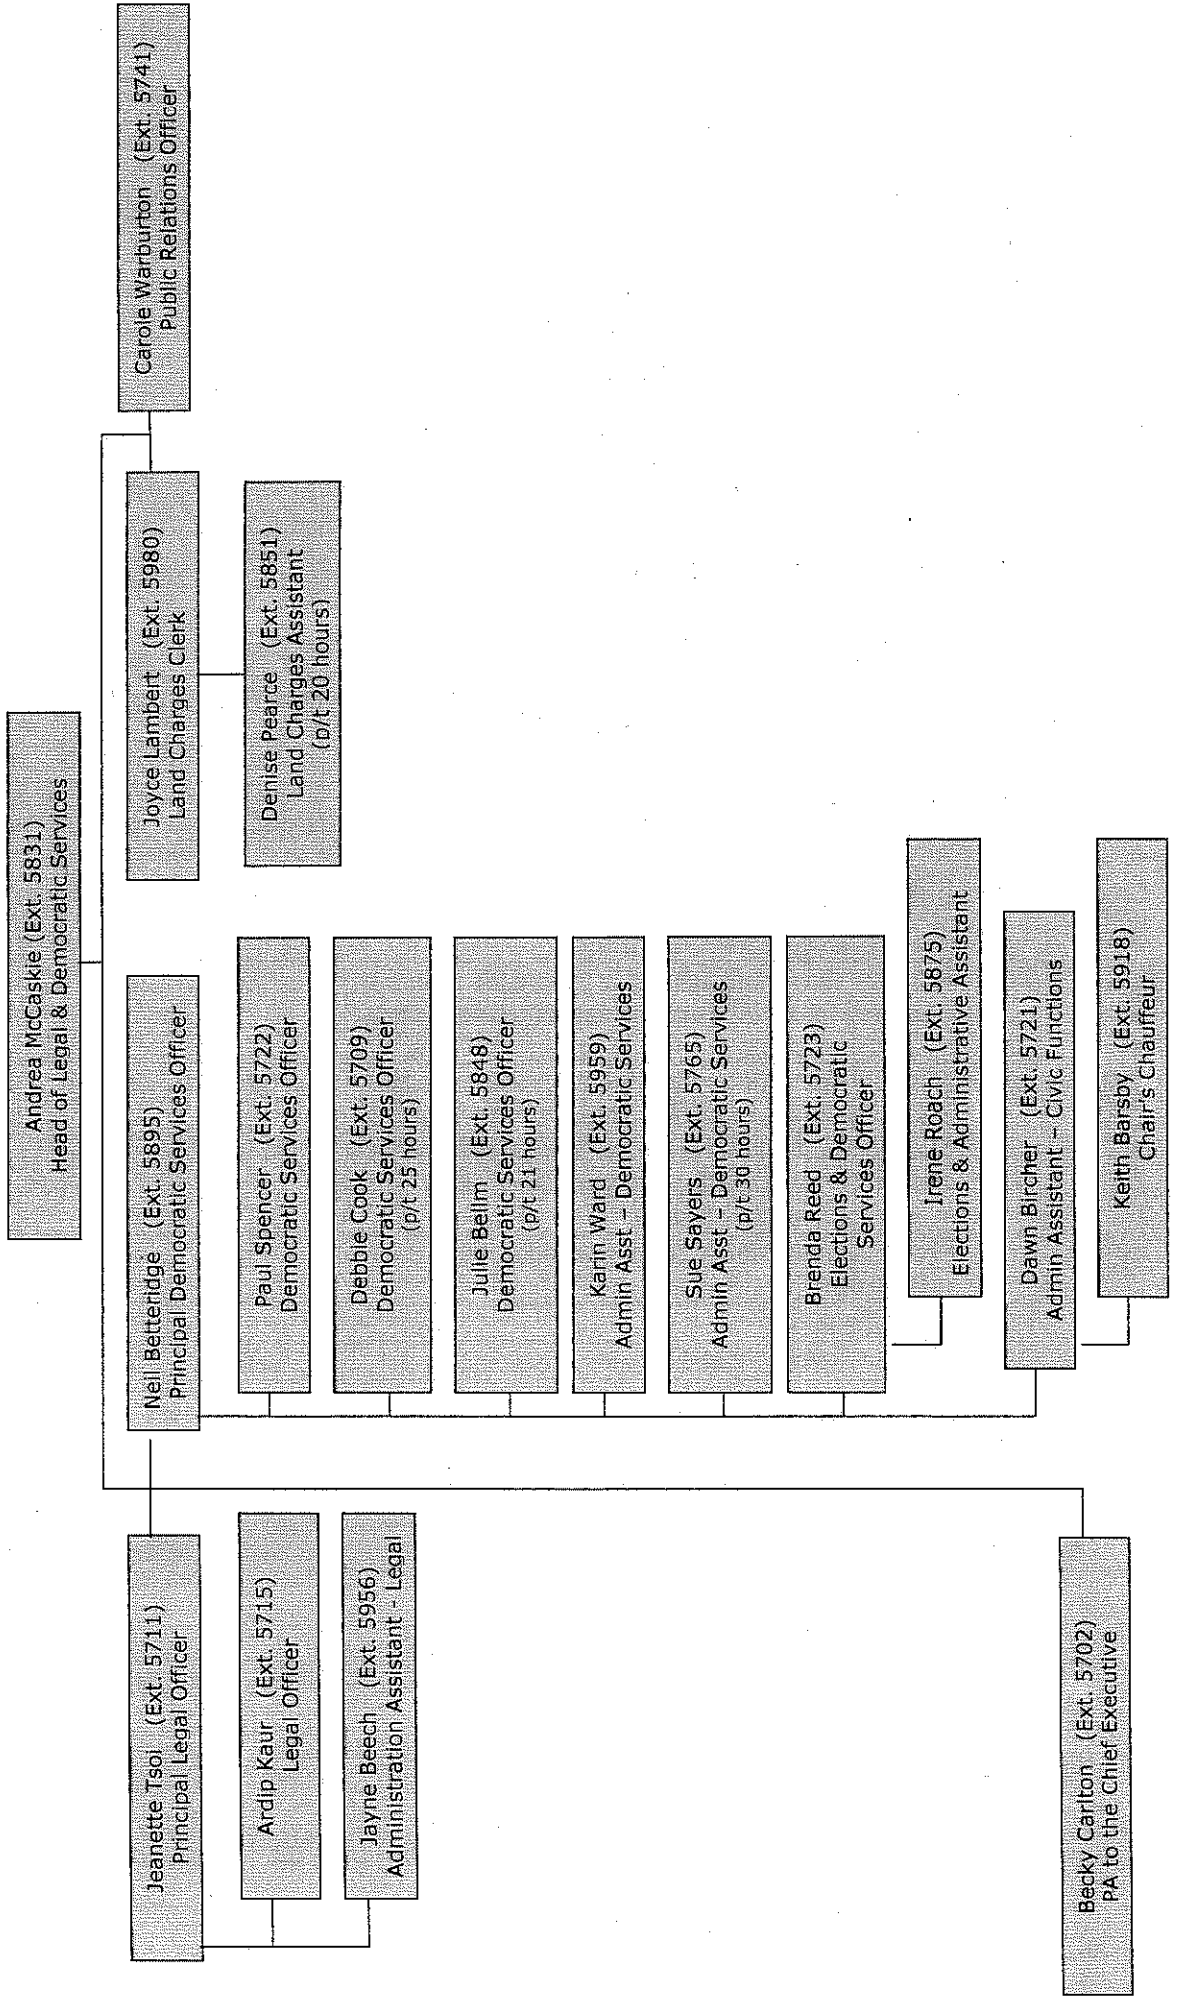 Andrea McCaskie (Ext. 5831)
Head of Legal & Democratic Services
Jeanette Tsoi (Ext. 5711)
Principal Legal Officer
Ardip Kaur (Ext. 5715)
Legal Officer
Jayne Beech (Ext. 5956)
Administration Assistant - Legal
Becky Carlton (Ext. 5702)
PA to the Chief Executive
Neil Betteridge (Ext. 5895)
Principal Democratic Services Officer
Paul Spencer (Ext. 5722)
Democratic Services Officer
Debbie Cook (Ext. 5709)
Democratic Services Officer
(p/t 25 hours)
Julie Bellm (Ext. 5848)
Democratic Services Officer
(p/t 21 hours)
Karin Ward (Ext. 5959)
Admin Asst – Democratic Services
Sue Sayers (Ext. 5765)
Admin Asst – Democratic Services
(p/t 30 hours)
Brenda Reed (Ext. 5723)
Elections & Democratic
Services Officer
Irene Roach (Ext. 5875)
Elections & Administrative Assistant
Dawn Bircher (Ext. 5721)
Admin Assistant – Civic Functions
Keith Barsby (Ext. 5918)
Chair's Chauffeur
Joyce Lambert (Ext. 5980)
Land Charges Clerk
Denise Pearce (Ext. 5851)
Land Charges Assistant
(p/t 20 hours)
Carole Warburton (Ext. 5741)
Public Relations Officer